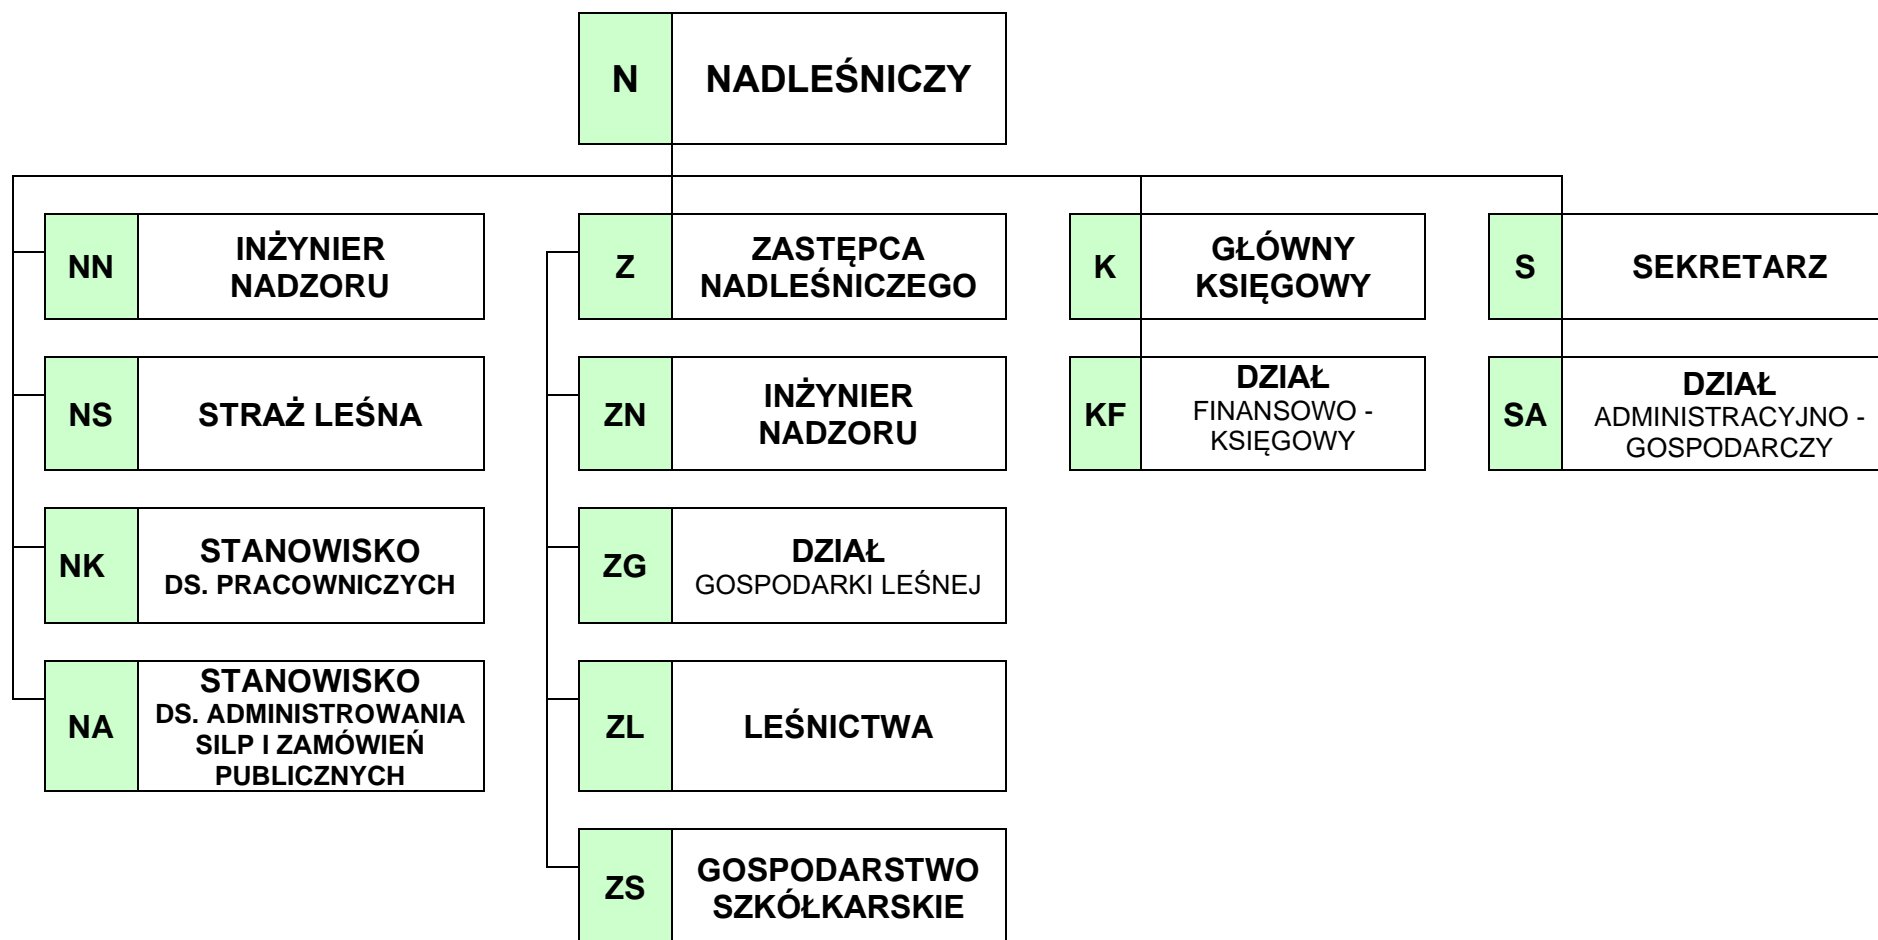 N
NADLEŚNICZY
NN
INŻYNIER
NADZORU
Z
ZASTĘPCA
NADLEŚNICZEGO
K
GŁÓWNY
KSIĘGOWY
S
SEKRETARZ
NS
STRAŻ LEŚNA
ZN
INŻYNIER
NADZORU
KF
DZIAŁ
FINANSOWO -
KSIĘGOWY
SA
DZIAŁ
ADMINISTRACYJNO -
GOSPODARCZY
NK
STANOWISKO
DS. PRACOWNICZYCH
ZG
DZIAŁ
GOSPODARKI LEŚNEJ
NA
STANOWISKO
DS. ADMINISTROWANIA
SILP I ZAMÓWIEŃ
PUBLICZNYCH
ZL
LEŚNICTWA
ZS
GOSPODARSTWO
SZKÓŁKARSKIE